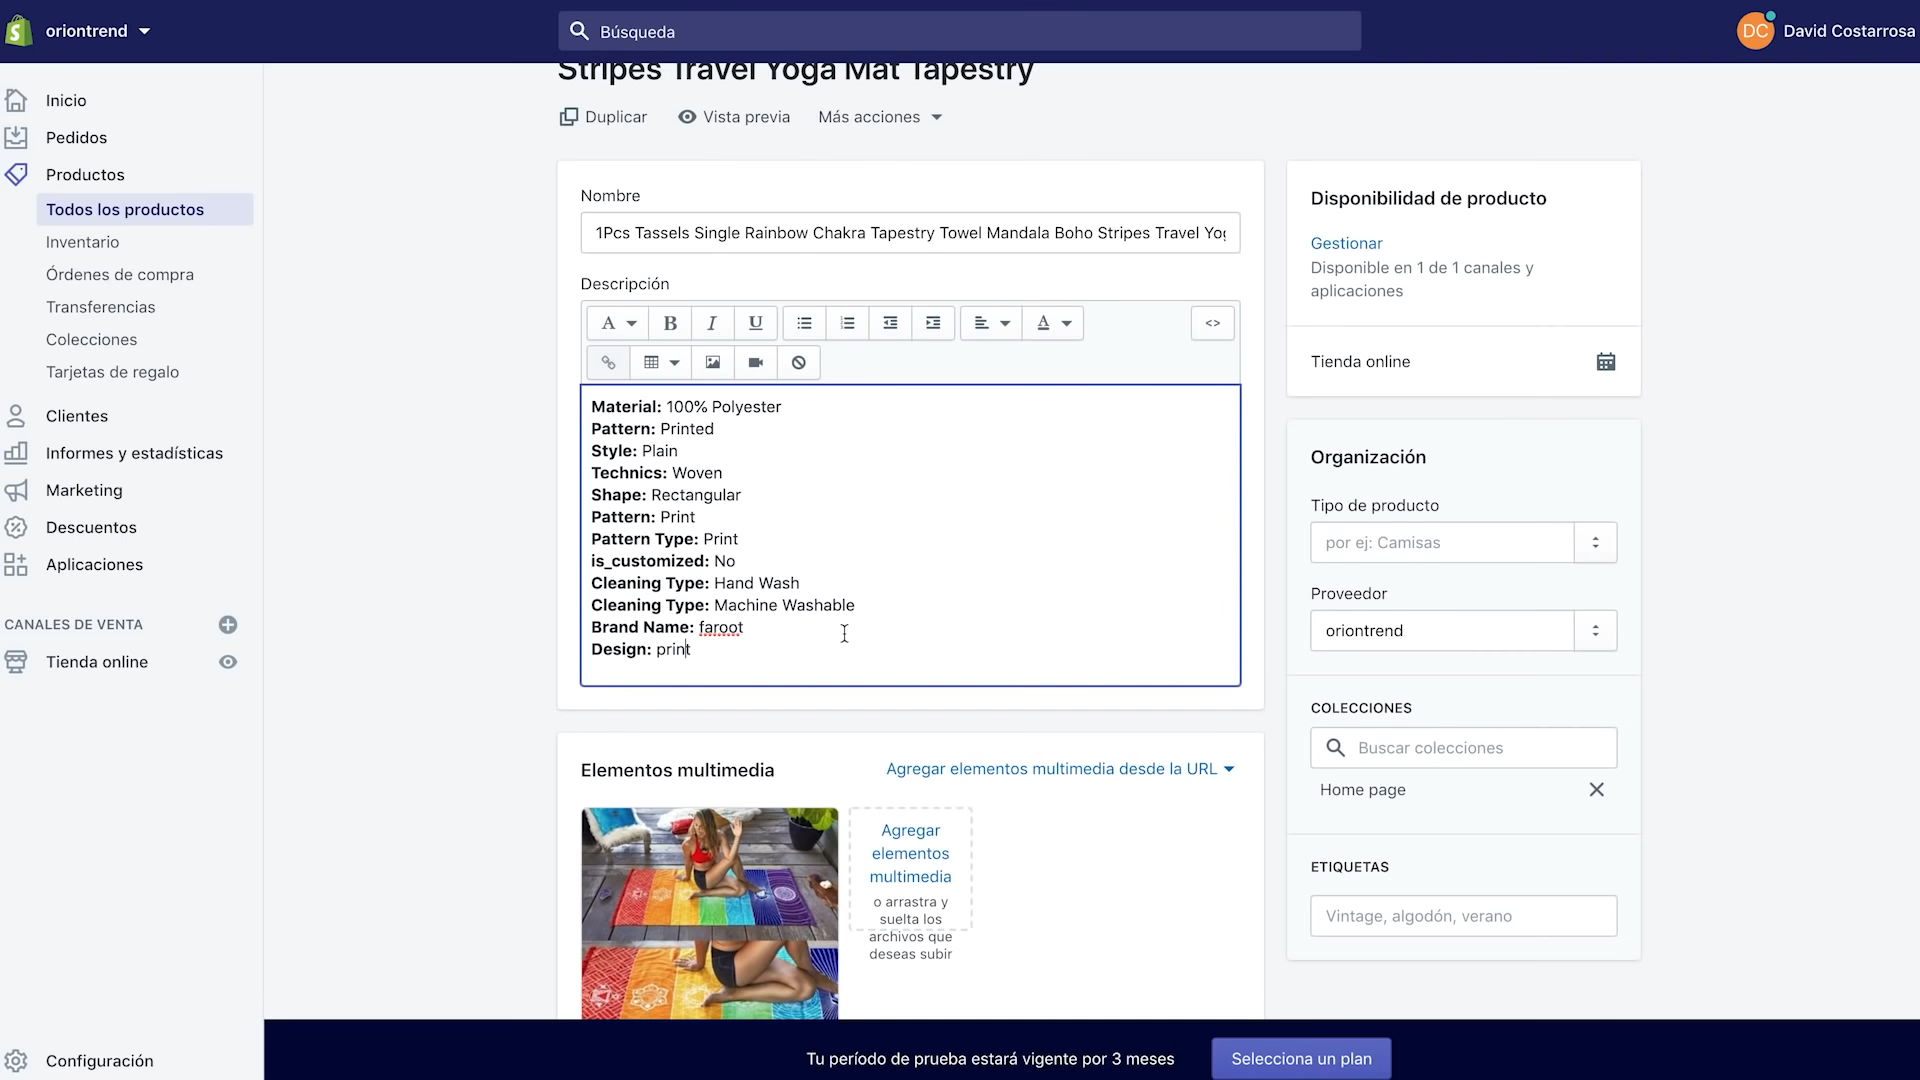 oriontrend
Búsqueda
DC David Costarrosa
Inicio
Pedidos
Productos
Todos los productos
Inventario
Órdenes de compra
Transferencias
Colecciones
Tarjetas de regalo
Clientes
Informes y estadísticas
Marketing
Descuentos
Aplicaciones
CANALES DE VENTA
Tienda online
Configuración
Stripes Travel Yoga Mat Tapestry
Duplicar
Vista previa
Más acciones
Nombre
1Pcs Tassels Single Rainbow Chakra Tapestry Towel Mandala Boho Stripes Travel Yog
Descripción
A B I U A <>
Material: 100% Polyester
Pattern: Printed
Style: Plain
Technics: Woven
Shape: Rectangular
Pattern: Print
Pattern Type: Print
is_customized: No
Cleaning Type: Hand Wash
Cleaning Type: Machine Washable
Brand Name: faroot
Design: print
Elementos multimedia
Agregar elementos multimedia desde la URL
Agregar
elementos
multimedia
o arrastra y
suelta los
archivos que
deseas subir
Disponibilidad de producto
Gestionar
Disponible en 1 de 1 canales y
aplicaciones
Tienda online
Organización
Tipo de producto
por ej: Camisas
Proveedor
oriontrend
COLECCIONES
Buscar colecciones
Home page
ETIQUETAS
Vintage, algodón, verano
Tu período de prueba estará vigente por 3 meses
Selecciona un plan